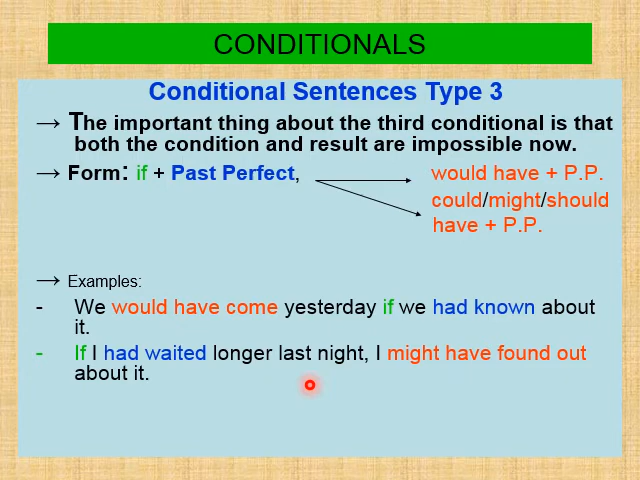 CONDITIONALS
Conditional Sentences Type 3
→ The important thing about the third conditional is that
both the condition and result are impossible now.
→ Form: if + Past Perfect, would have + P.P.
could/might/should
have + P.P.
→ Examples:
- We would have come yesterday if we had known about
it.
- If I had waited longer last night, I might have found out
about it.